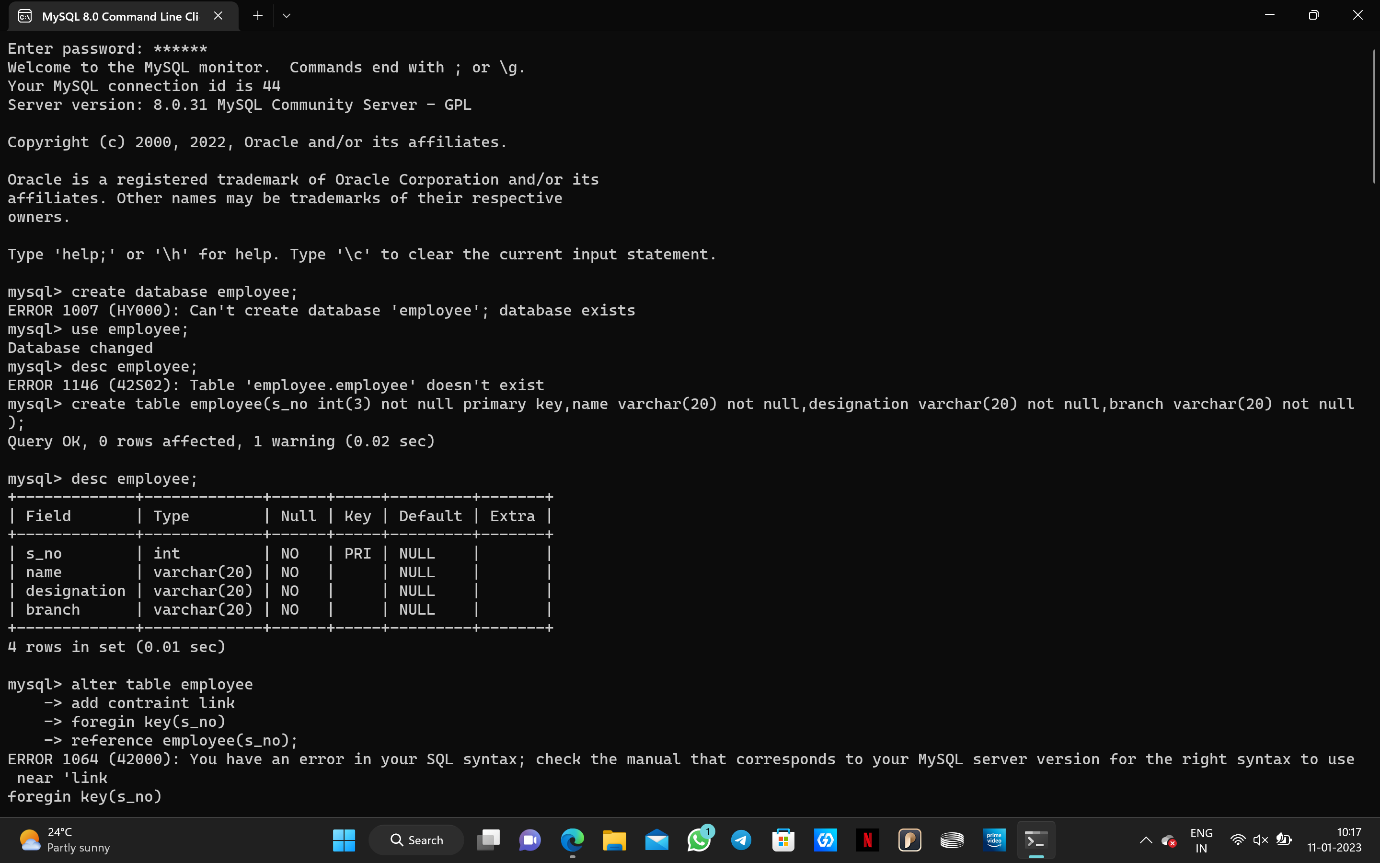 MySQL 8.0 Command Line Cli
Enter password: ******
Welcome to the MySQL monitor.  Commands end with ; or \g.
Your MySQL connection id is 44
Server version: 8.0.31 MySQL Community Server - GPL
Copyright (c) 2000, 2022, Oracle and/or its affiliates.
Oracle is a registered trademark of Oracle Corporation and/or its
affiliates. Other names may be trademarks of their respective
owners.
Type 'help;' or '\h' for help. Type '\c' to clear the current input statement.
mysql> create database employee;
ERROR 1007 (HY000): Can't create database 'employee'; database exists
mysql> use employee;
Database changed
mysql> desc employee;
ERROR 1146 (42S02): Table 'employee.employee' doesn't exist
mysql> create table employee(s_no int(3) not null primary key,name varchar(20) not null,designation varchar(20) not null,branch varchar(20) not null
);
Query OK, 0 rows affected, 1 warning (0.02 sec)
mysql> desc employee;
+-------------+-------------+------+-----+---------+-------+
| Field       | Type        | Null | Key | Default | Extra |
+-------------+-------------+------+-----+---------+-------+
| s_no        | int         | NO   | PRI | NULL    |       |
| name        | varchar(20) | NO   |     | NULL    |       |
| designation | varchar(20) | NO   |     | NULL    |       |
| branch      | varchar(20) | NO   |     | NULL    |       |
+-------------+-------------+------+-----+---------+-------+
4 rows in set (0.01 sec)
mysql> alter table employee
    -> add contraint link
    -> foregin key(s_no)
    -> reference employee(s_no);
ERROR 1064 (42000): You have an error in your SQL syntax; check the manual that corresponds to your MySQL server version for the right syntax to use
 near 'link
foregin key(s_no)
24°C
Partly sunny
Search
1
N
prime video
ENG
IN
10:17
11-01-2023